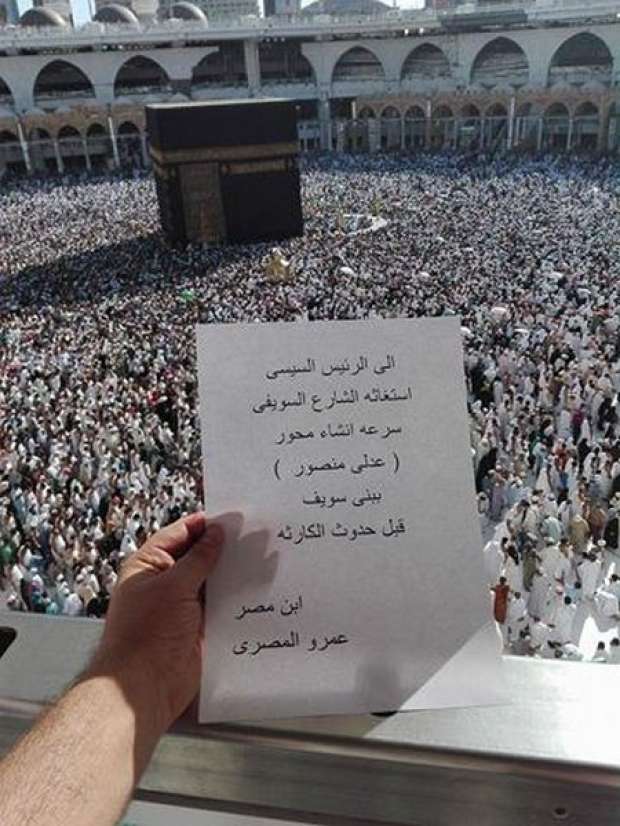 الى الرئيس السيسى
استغاثه الشارع السويفى
سرعه انشاء محور
( عدلى منصور )
ببنى سويف
قبل حدوث الكارثه
ابن مصر
عمرو المصرى